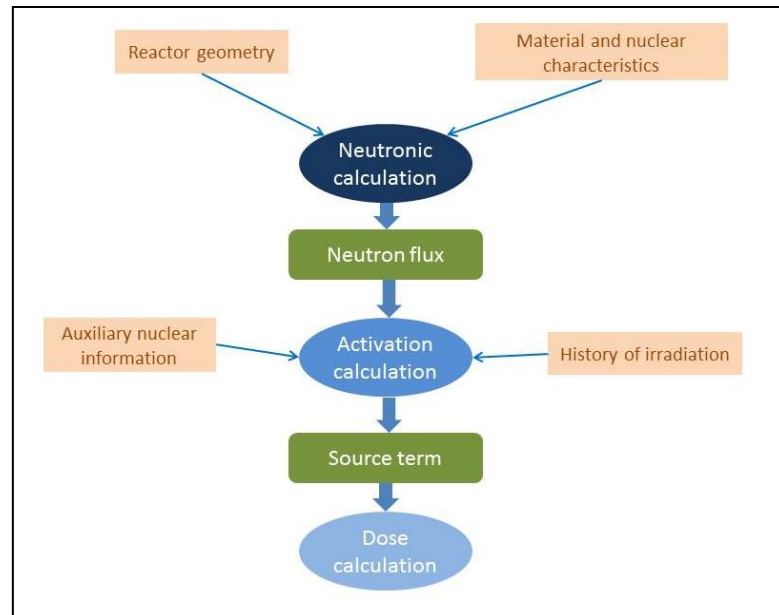 Reactor geometry
Material and nuclear
characteristics
Neutronic
calculation
Neutron flux
Auxiliary nuclear
information
Activation
calculation
History of irradiation
Source term
Dose
calculation